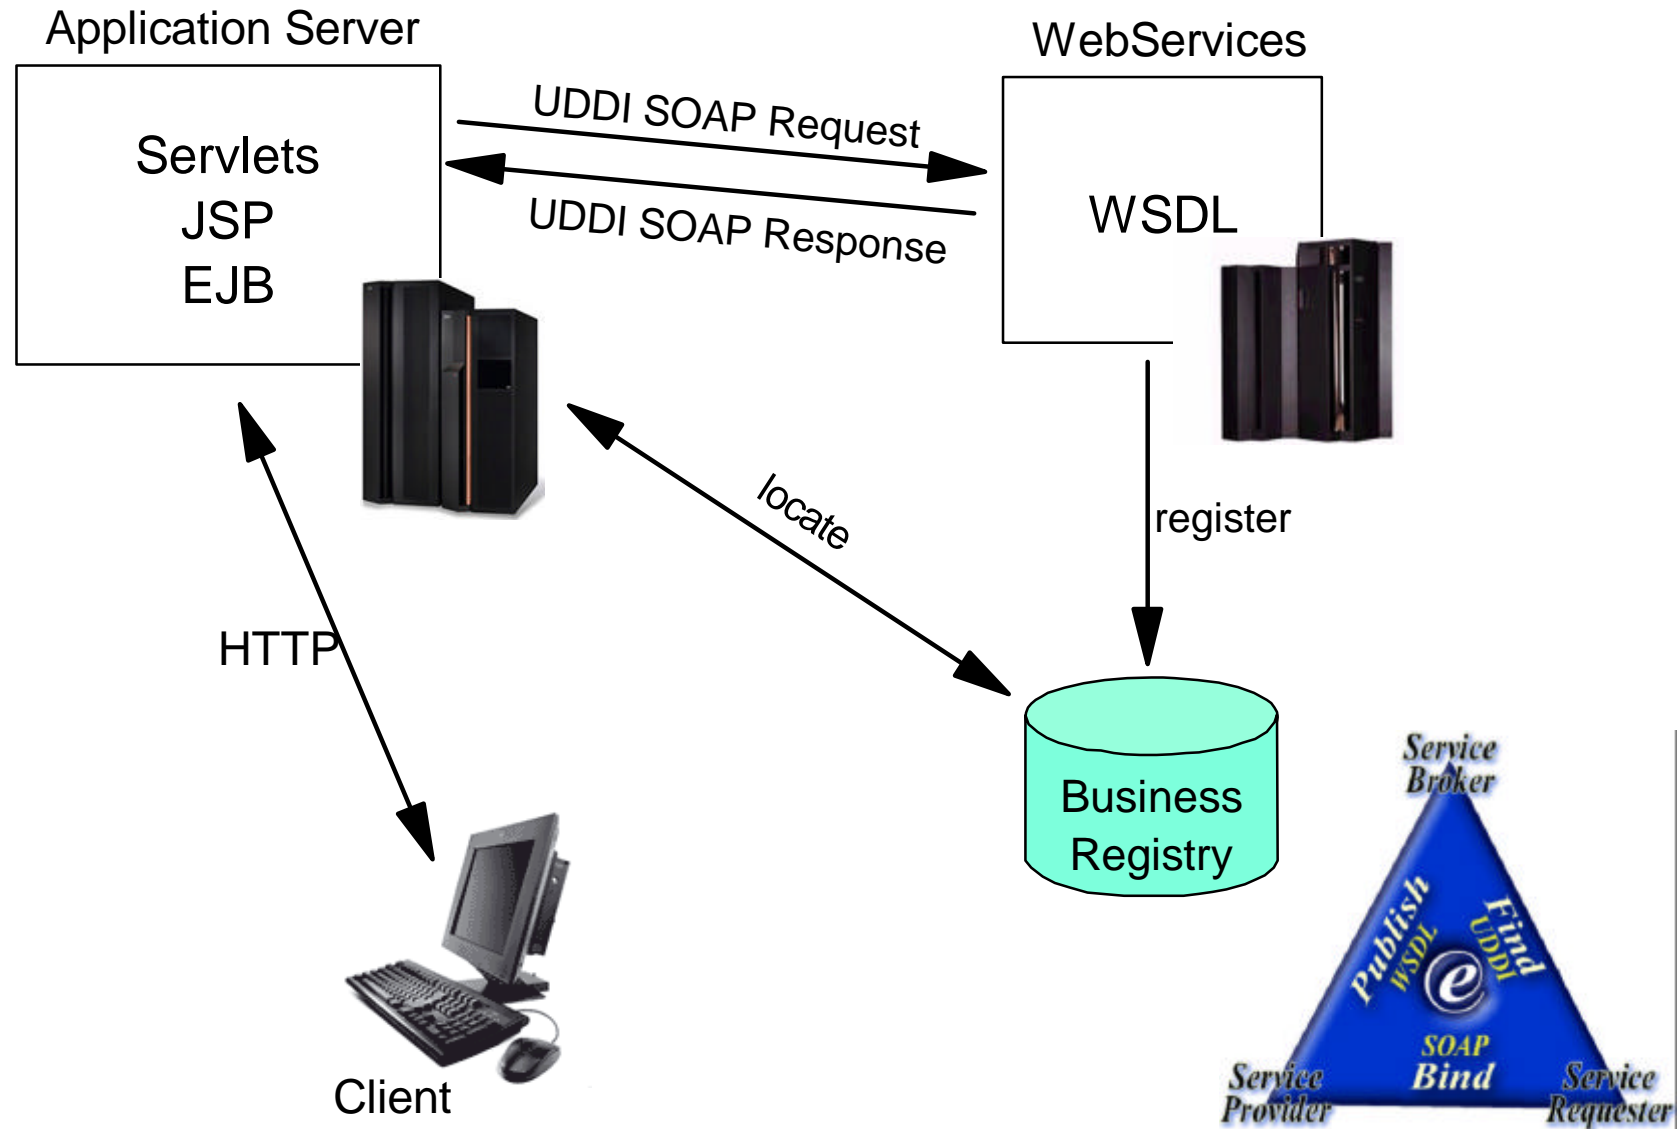 Application Server
WebServices
Servlets
JSP
EJB
UDDI SOAP Request
UDDI SOAP Response
WSDL
locate
register
HTTP
Business
Registry
Client
Service
Broker
Publish
WSDL
Find
UDDI
e
SOAP
Bind
Service
Provider
Service
Requester